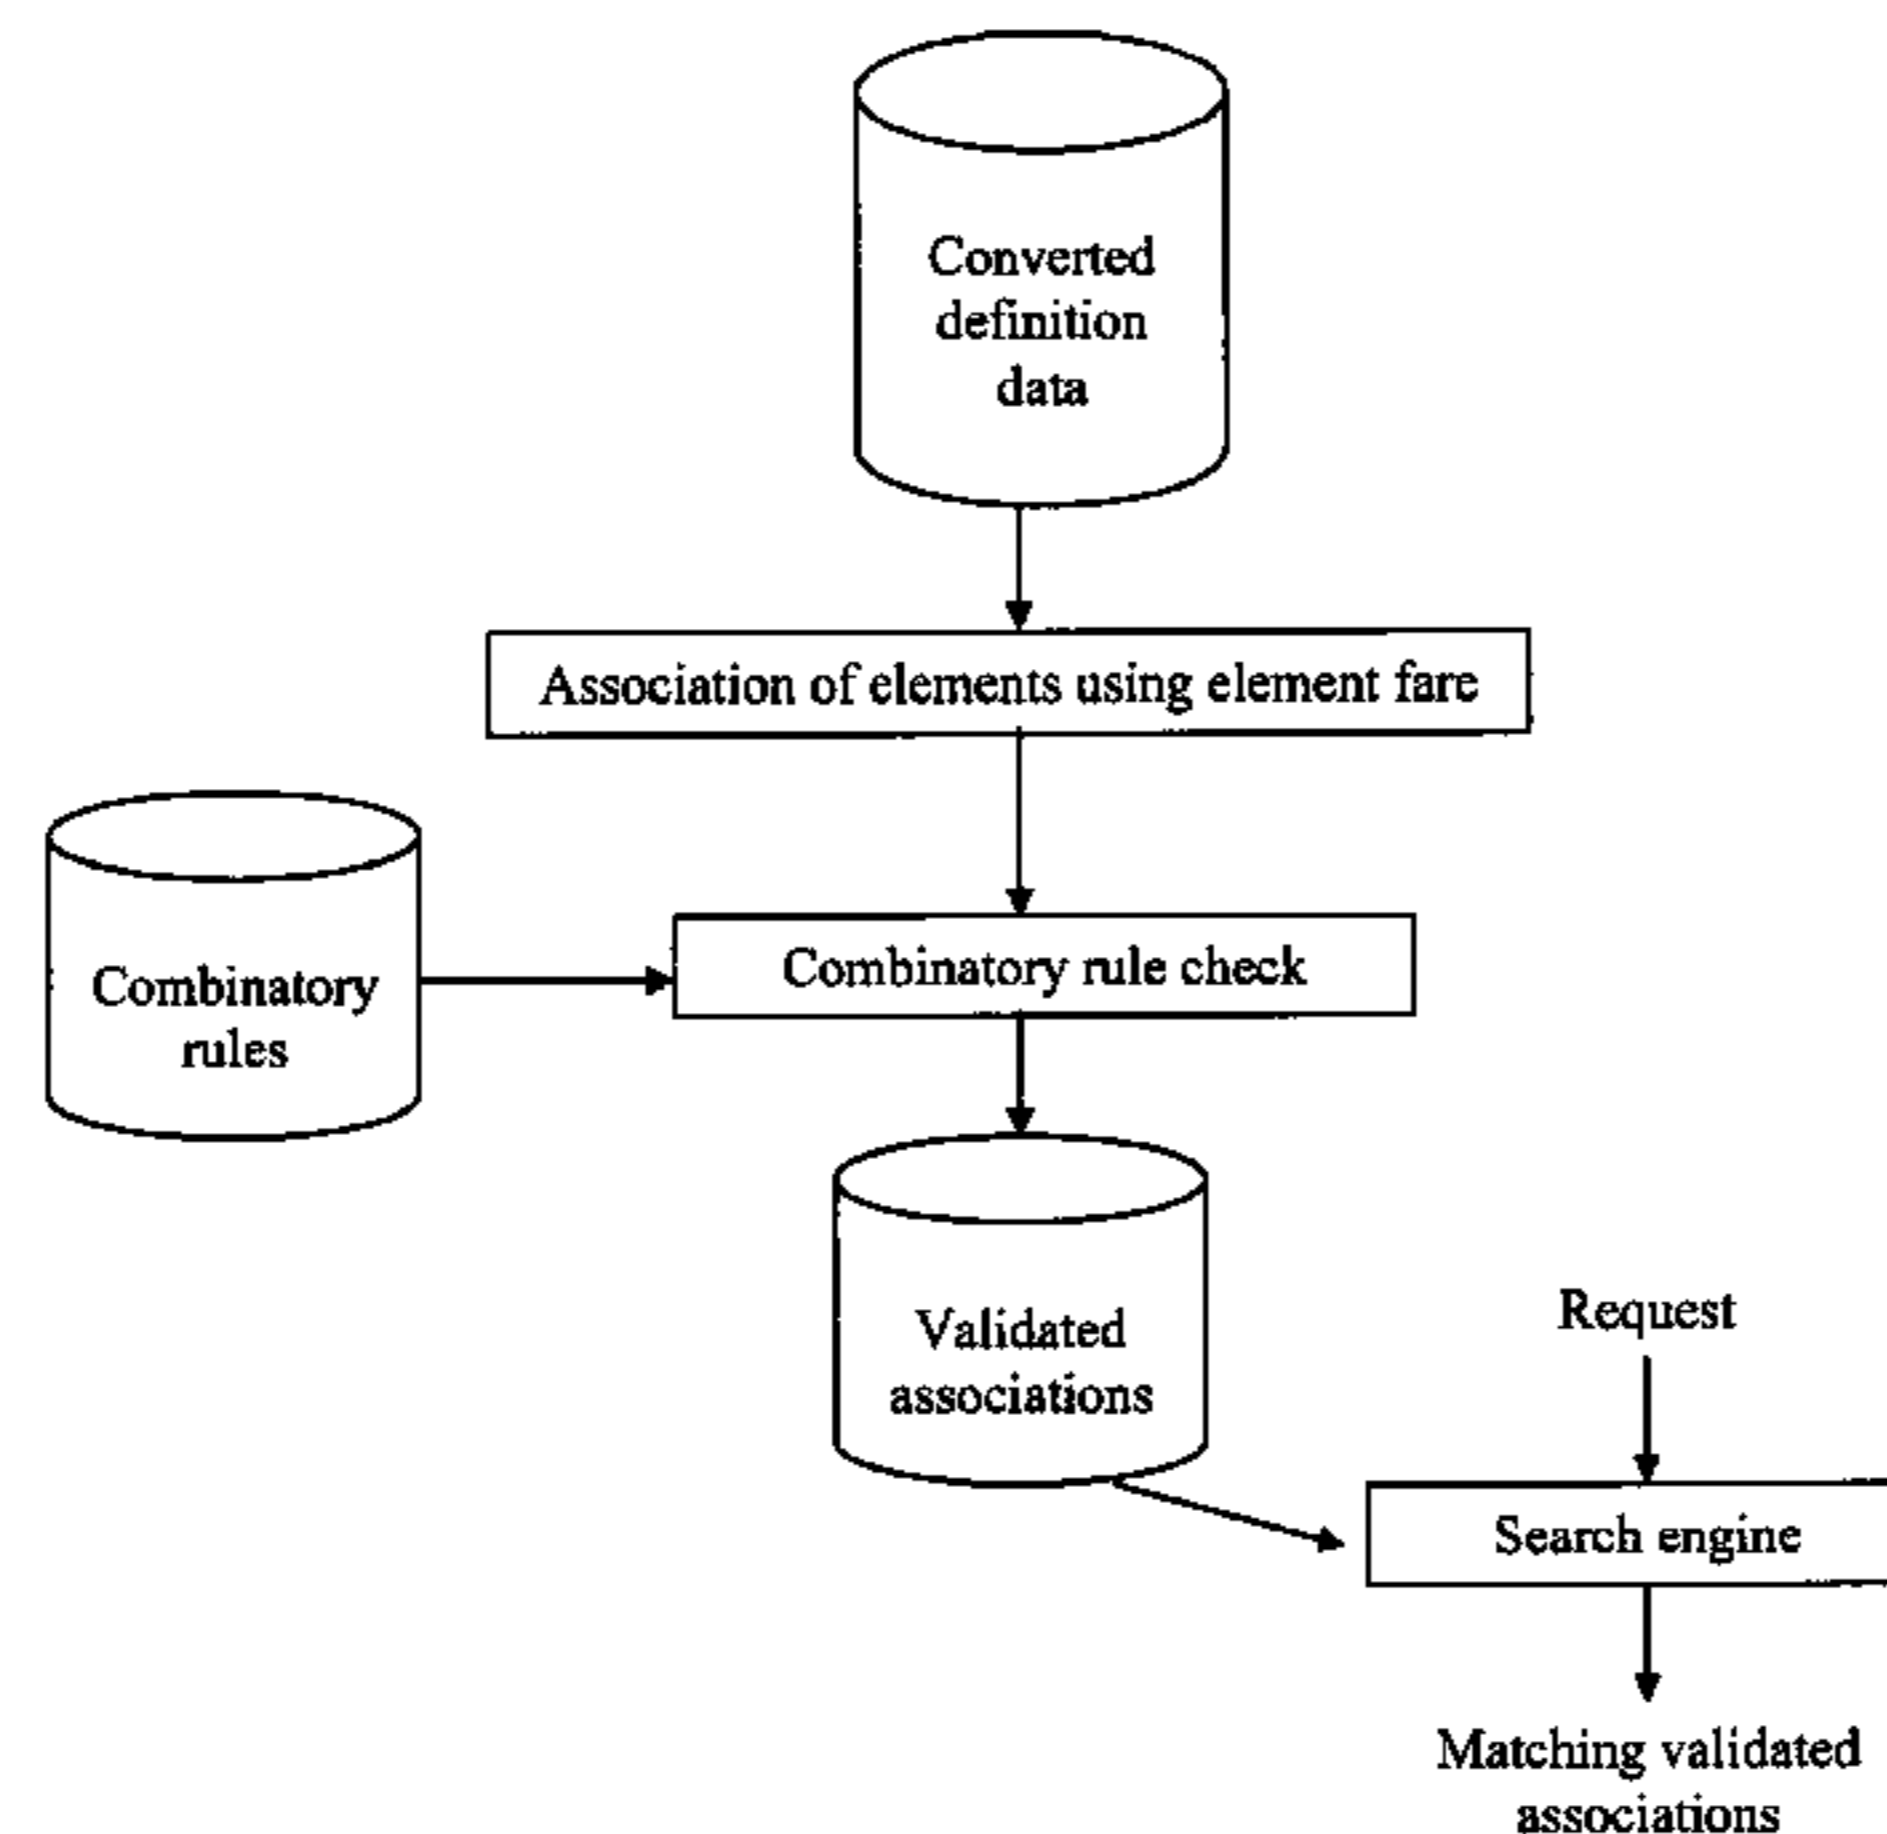 Converted
definition
data
Association of elements using element fare
Combinatory rule check
Combinatory
rules
Validated
associations
Request
Search engine
Matching validated
associations